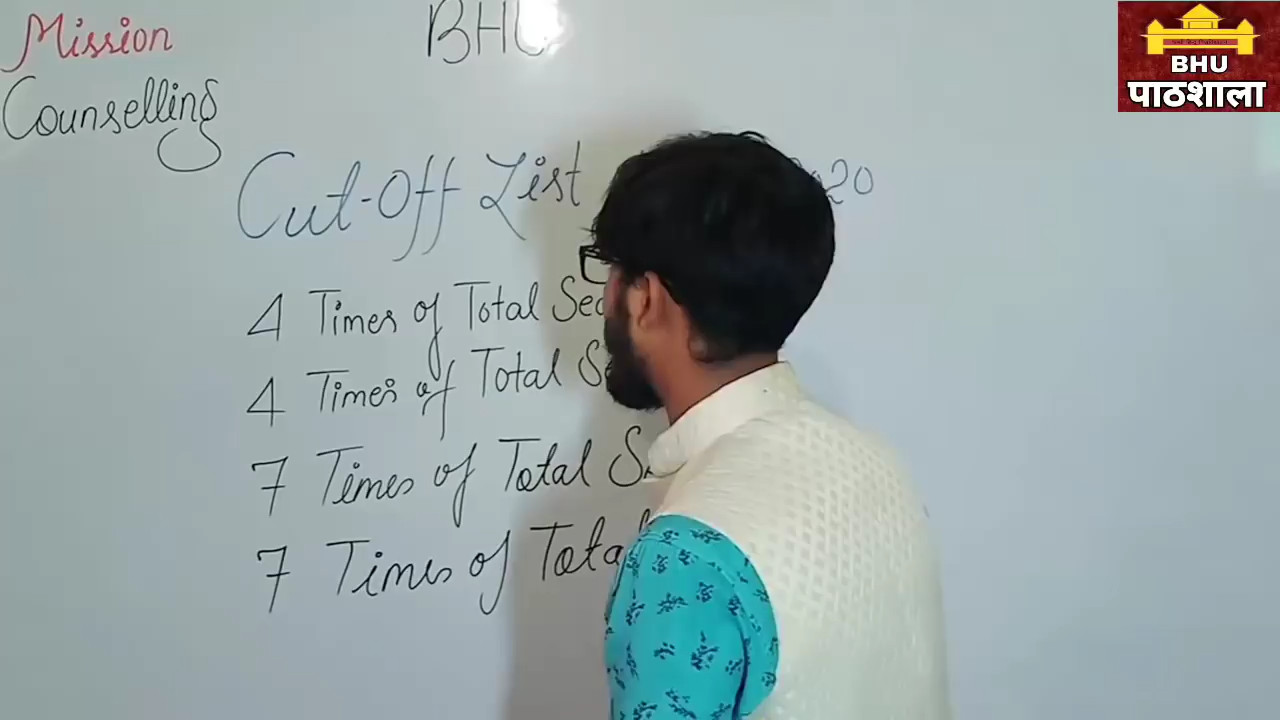 Mission
Counselling
BHU
Cut-Off List 2020
4 Times of Total
4 Times of Total
7 Times of Total
7 Times of Total
BHU
पाठशाला